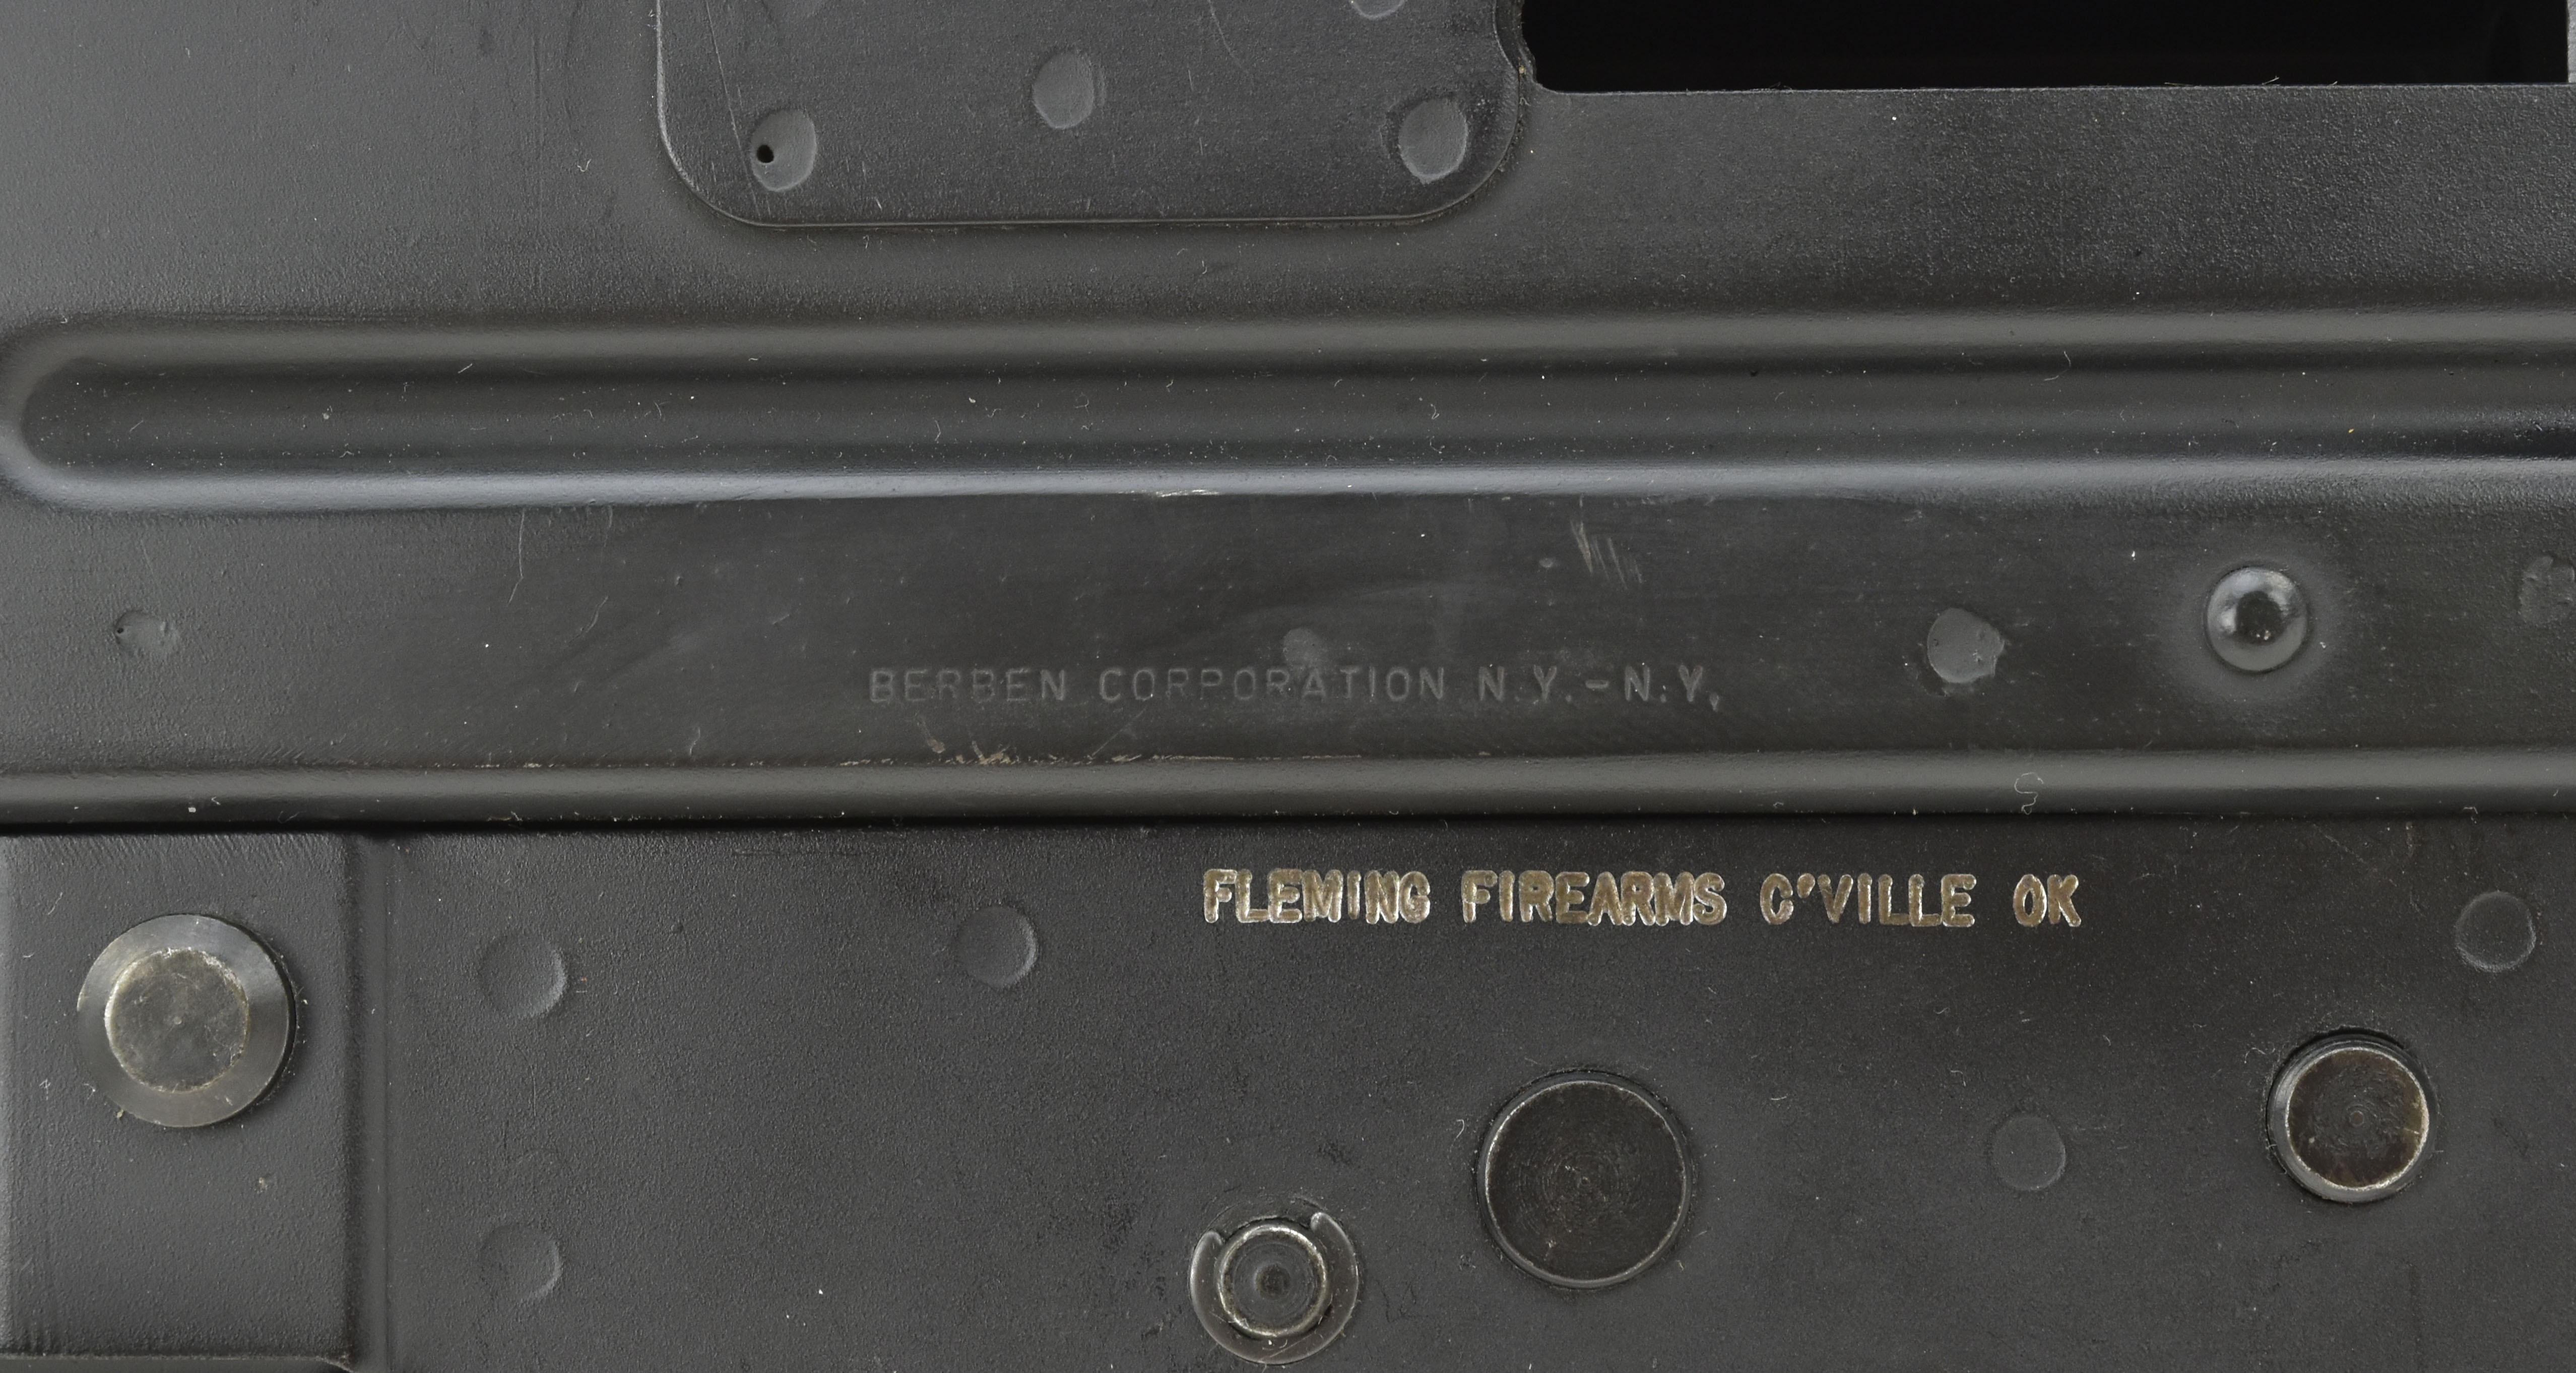 BERBEN CORPORATION N.Y.-N.Y.
FLEMING FIREARMS C'VILLE OK